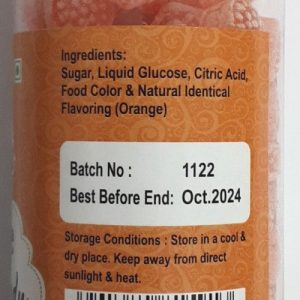 Ingredients:
Sugar, Liquid Glucose, Citric Acid,
Food Color & Natural Identical
Flavoring (Orange)
Batch No : 1122
Best Before End: Oct.2024
Storage Conditions : Store in a cool &
dry place. Keep away from direct
sunlight & heat.